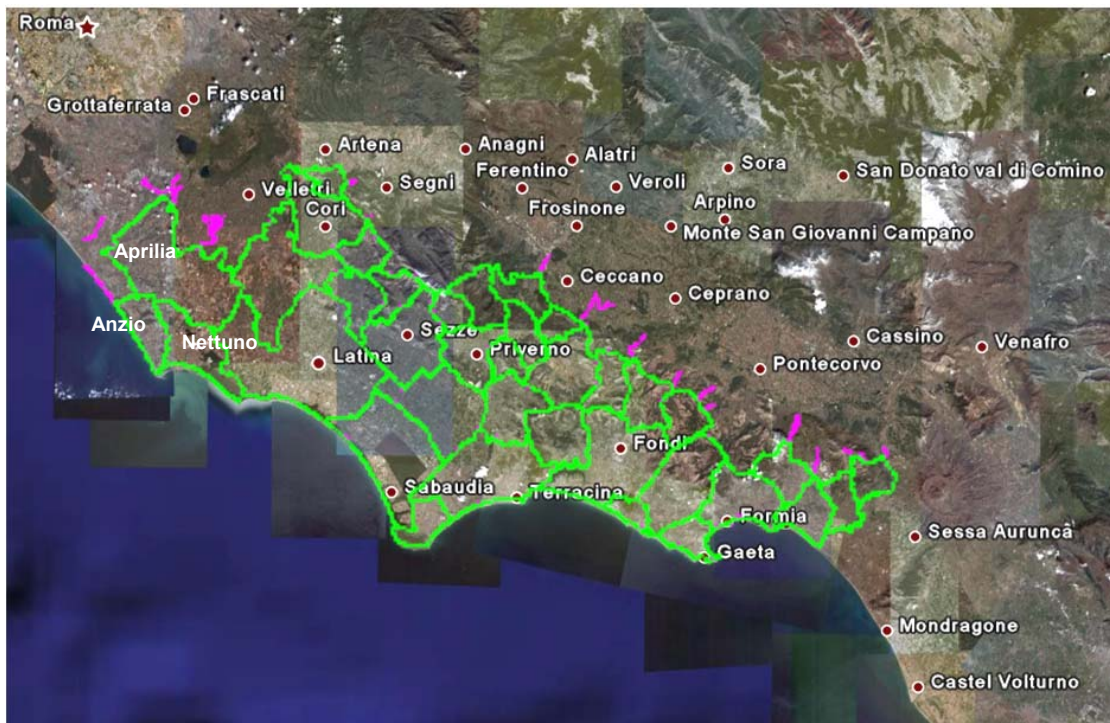 Roma
Frascati
Grottaferrata
Artena
Anagni
Alatri
Sora
San Donato val di Comino
Velletri
Segni
Ferentino
Veroli
Cori
Frosinone
Arpino
Monte San Giovanni Campano
Aprilia
Ceccano
Ceprano
Anzio
Nettuno
Sezze
Latina
Priverno
Cassino
Venafro
Pontecorvo
Fondi
Sabaudia
Terracina
Formia
Sessa Aurunca
Gaeta
Mondragone
Castel Volturno